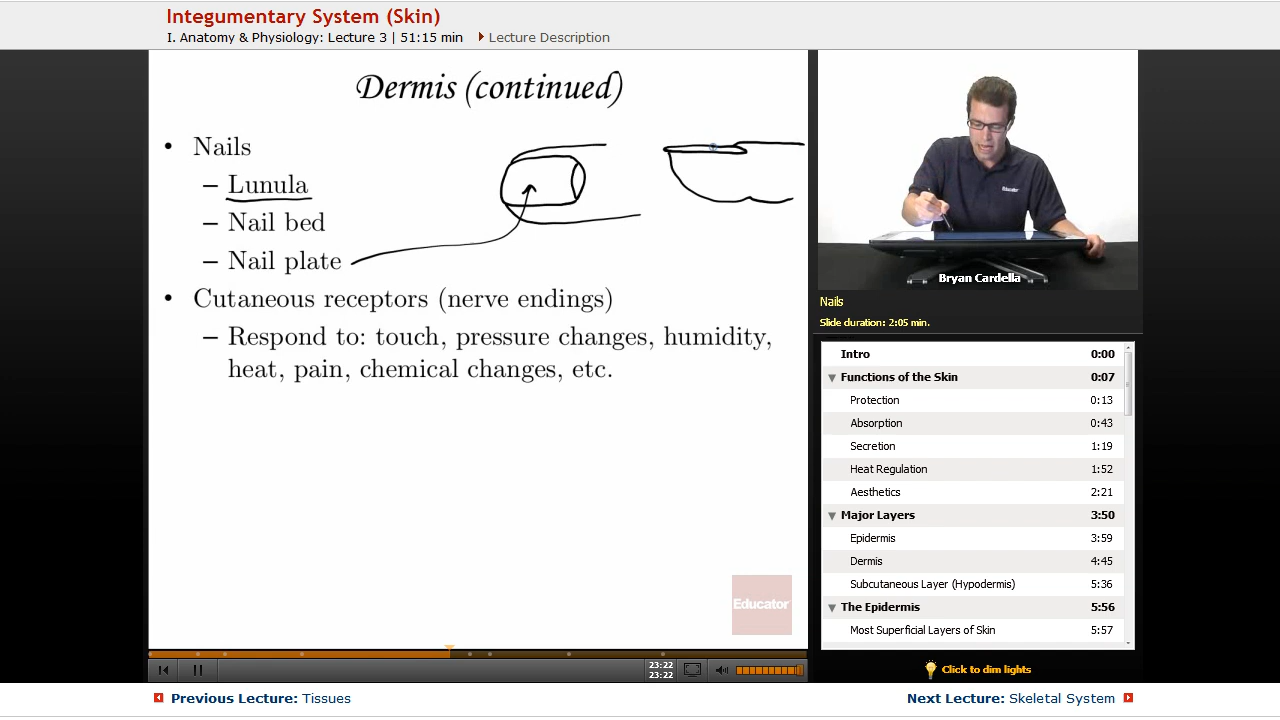 Integumentary System (Skin)
I. Anatomy & Physiology: Lecture 3 | 51:15 min Lecture Description
Dermis (continued)
• Nails
– Lunula
– Nail bed
– Nail plate
• Cutaneous receptors (nerve endings)
– Respond to: touch, pressure changes, humidity,
heat, pain, chemical changes, etc.
Educator
Educator
Bryan Cardella
Nails
Slide duration: 2:05 min.
Intro 0:00
Functions of the Skin 0:07
Protection 0:13
Absorption 0:43
Secretion 1:19
Heat Regulation 1:52
Aesthetics 2:21
Major Layers 3:50
Epidermis 3:59
Dermis 4:45
Subcutaneous Layer (Hypodermis) 5:36
The Epidermis 5:56
Most Superficial Layers of Skin 5:57
23:22
23:22
Click to dim lights
Previous Lecture: Tissues
Next Lecture: Skeletal System